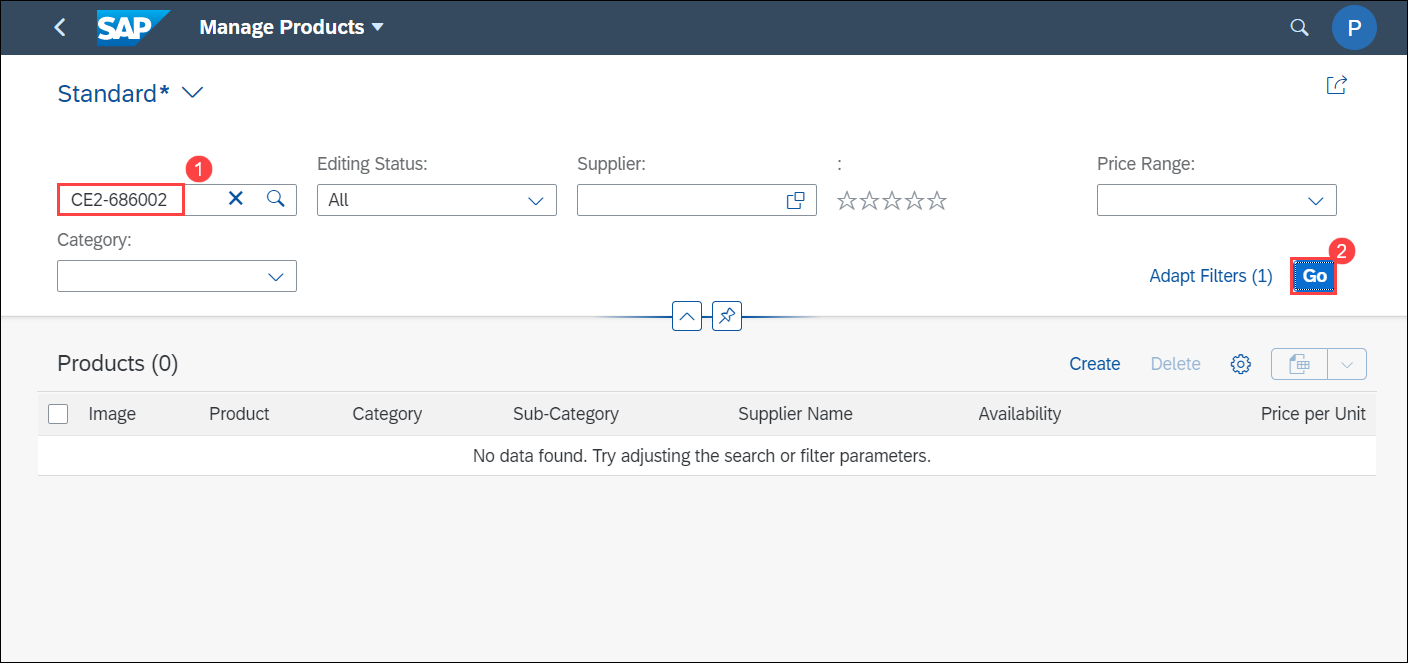 SAP Manage Products P
Standard*
1
Editing Status: Supplier: : Price Range:
CE2-686002 All
Category:
2
Adapt Filters (1) Go
Products (0) Create Delete
Image Product Category Sub-Category Supplier Name Availability Price per Unit
No data found. Try adjusting the search or filter parameters.